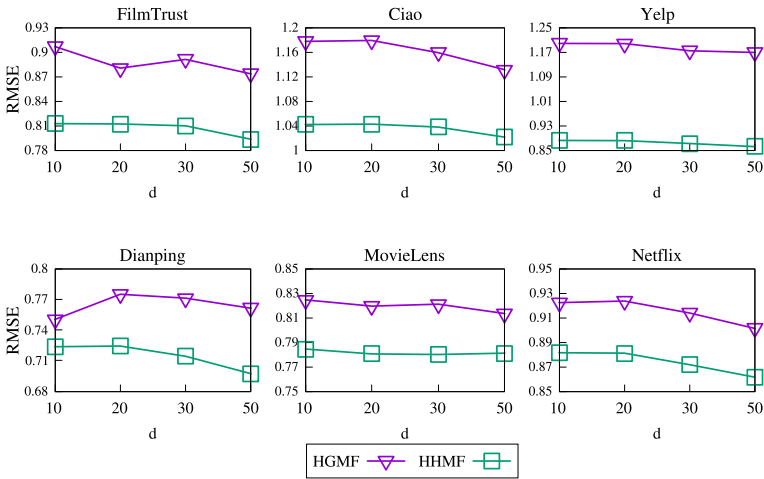 FilmTrust
Ciao
Yelp
0.93
0.9
0.87
0.84
0.81
0.78
RMSE
10 20 30 50
d
1.2
1.16
1.12
1.08
1.04
1
10 20 30 50
d
1.25
1.17
1.09
1.01
0.93
0.85
10 20 30 50
d
Dianping
MovieLens
Netflix
0.8
0.77
0.74
0.71
0.68
RMSE
10 20 30 50
d
0.85
0.83
0.81
0.79
0.77
0.75
10 20 30 50
d
0.95
0.93
0.91
0.89
0.87
0.85
10 20 30 50
d
HGMF HHMF